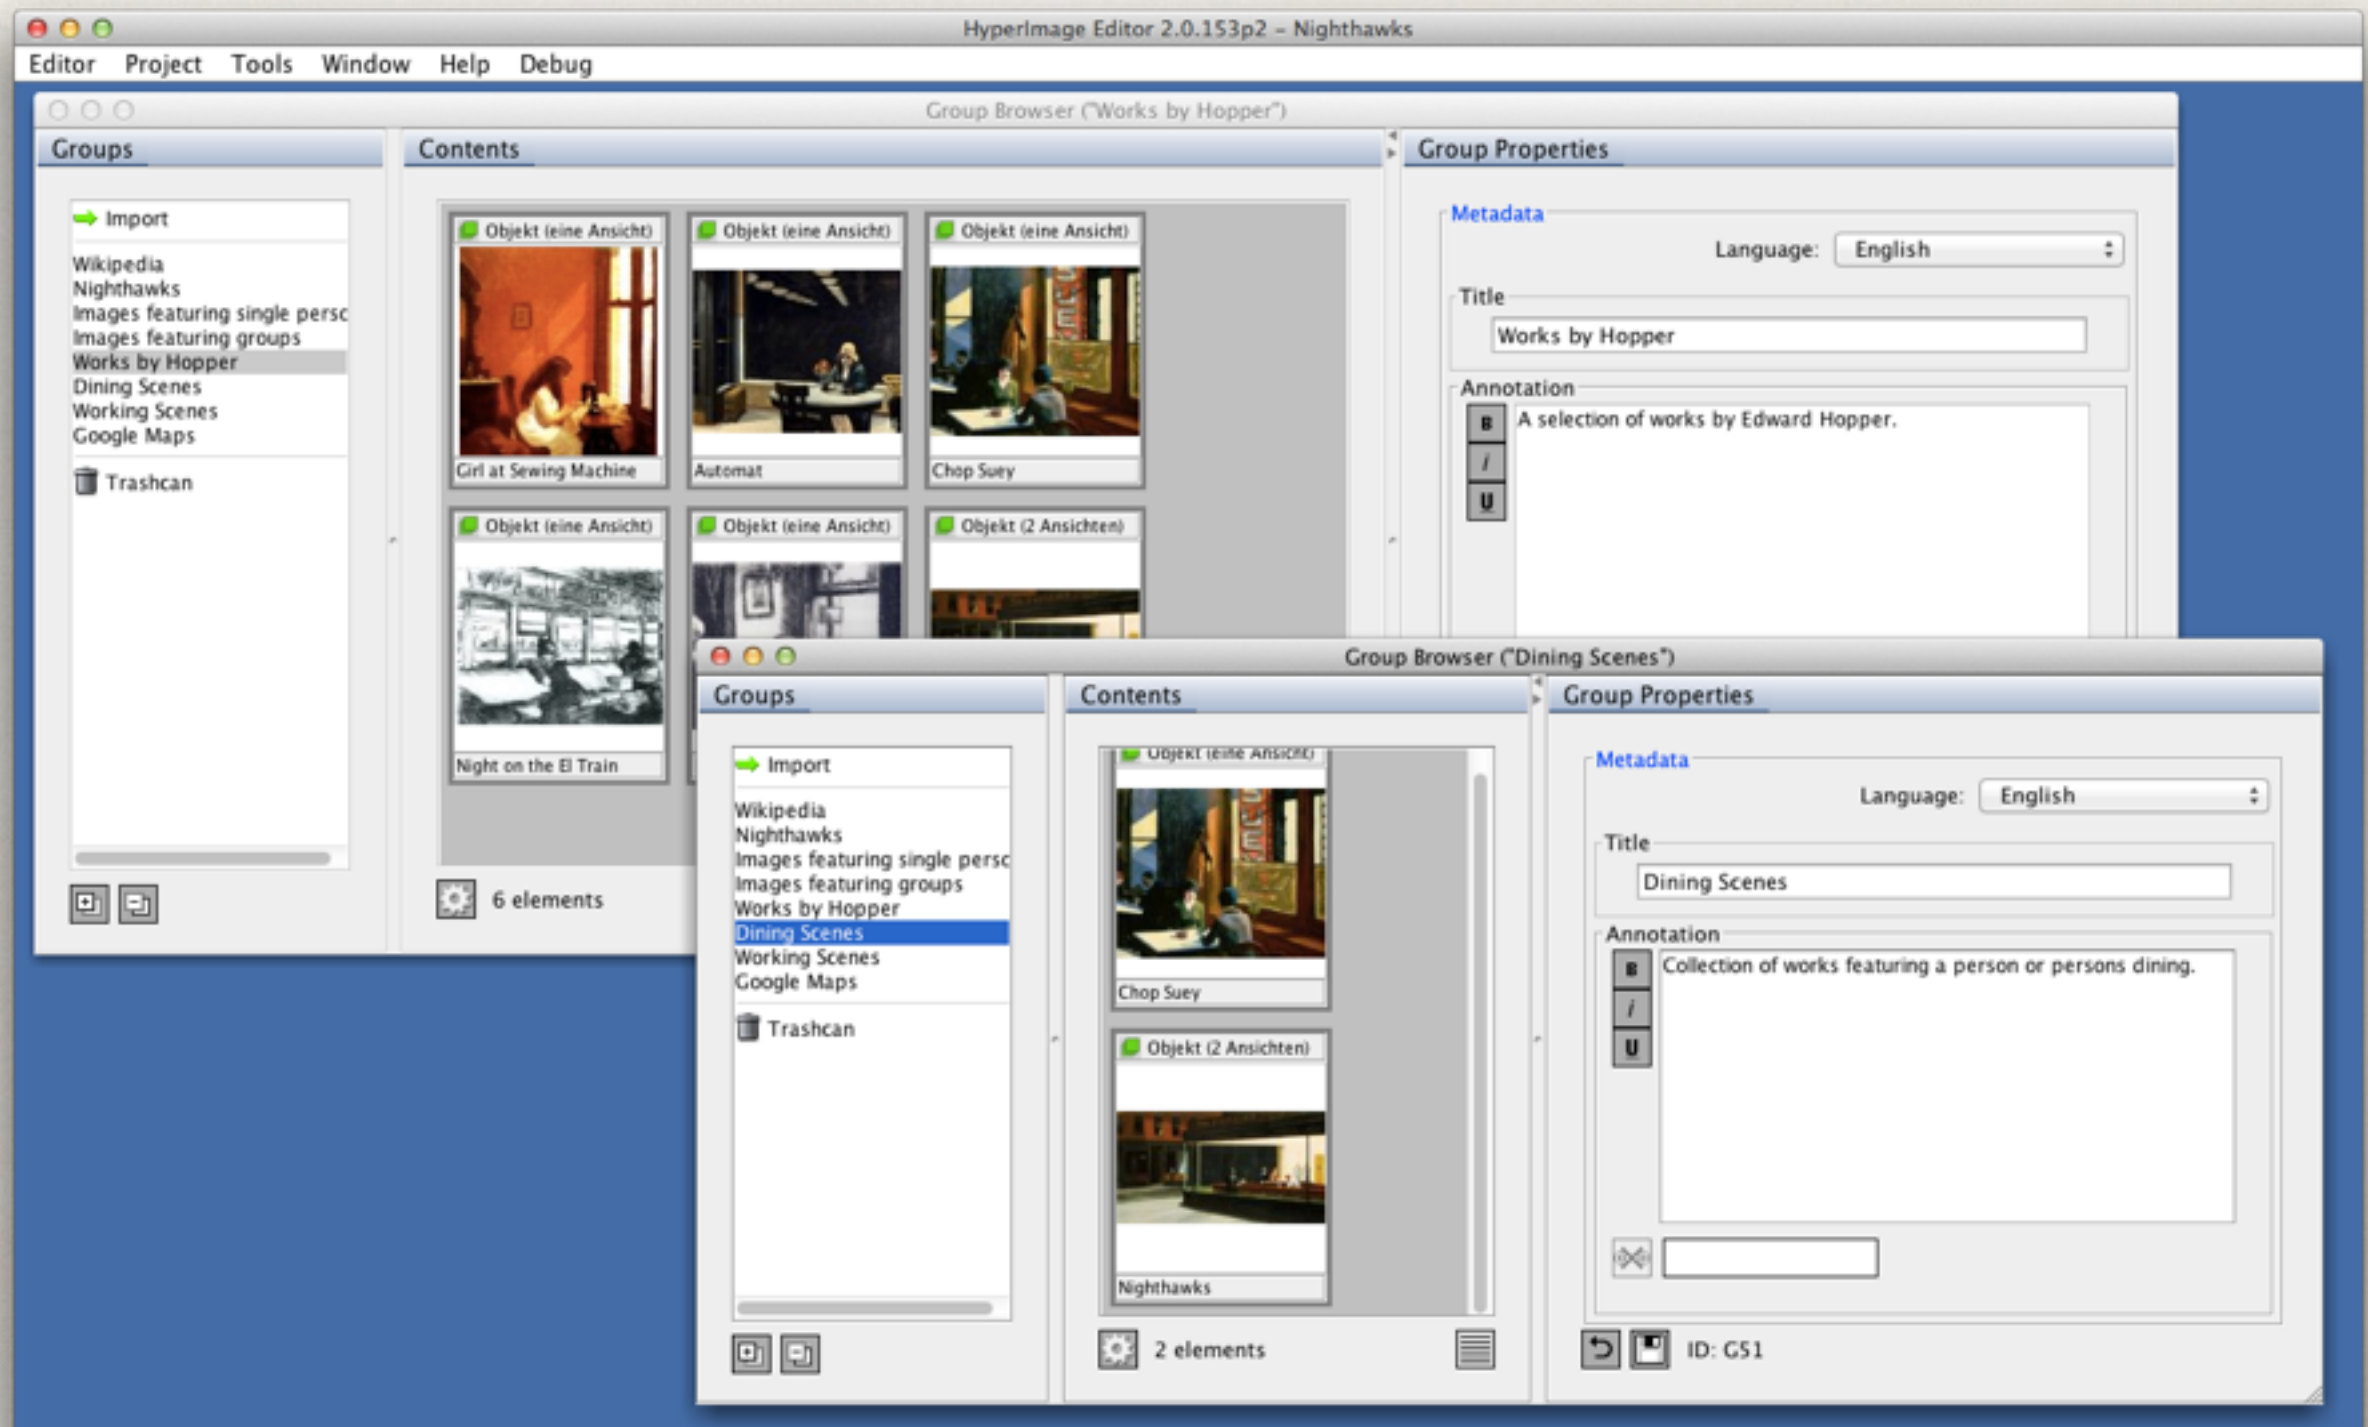 HyperImage Editor 2.0.153p2 – Nighthawks
Editor Project Tools Window Help Debug
Group Browser ("Works by Hopper")
Groups
Contents
Group Properties
Import
Wikipedia
Nighthawks
Images featuring single persc
Images featuring groups
Works by Hopper
Dining Scenes
Working Scenes
Google Maps
Trashcan
Objekt (eine Ansicht)
Girl at Sewing Machine
Objekt (eine Ansicht)
Automat
Objekt (eine Ansicht)
Chop Suey
Objekt (eine Ansicht)
Night on the El Train
Objekt (eine Ansicht)
Objekt (2 Ansichten)
6 elements
Metadata
Language: English
Title
Works by Hopper
Annotation
B
i
U
A selection of works by Edward Hopper.
Group Browser ("Dining Scenes")
Groups
Contents
Group Properties
Import
Wikipedia
Nighthawks
Images featuring single persc
Images featuring groups
Works by Hopper
Dining Scenes
Working Scenes
Google Maps
Trashcan
Objekt (eine Ansicht)
Chop Suey
Objekt (2 Ansichten)
Nighthawks
2 elements
Metadata
Language: English
Title
Dining Scenes
Annotation
B
i
U
Collection of works featuring a person or persons dining.
ID: G51